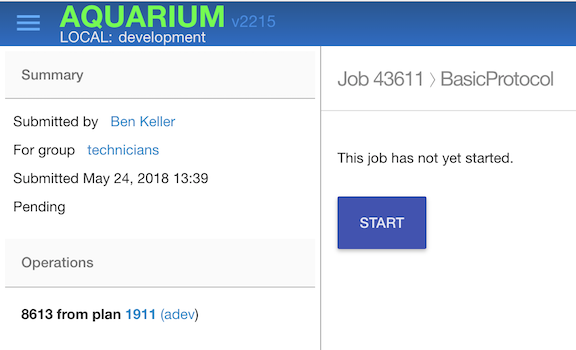 AQUARIUM v2215
LOCAL: development
Summary
Submitted by Ben Keller
For group technicians
Submitted May 24, 2018 13:39
Pending
Operations
8613 from plan 1911 (adev)
Job 43611 〉BasicProtocol
This job has not yet started.
START